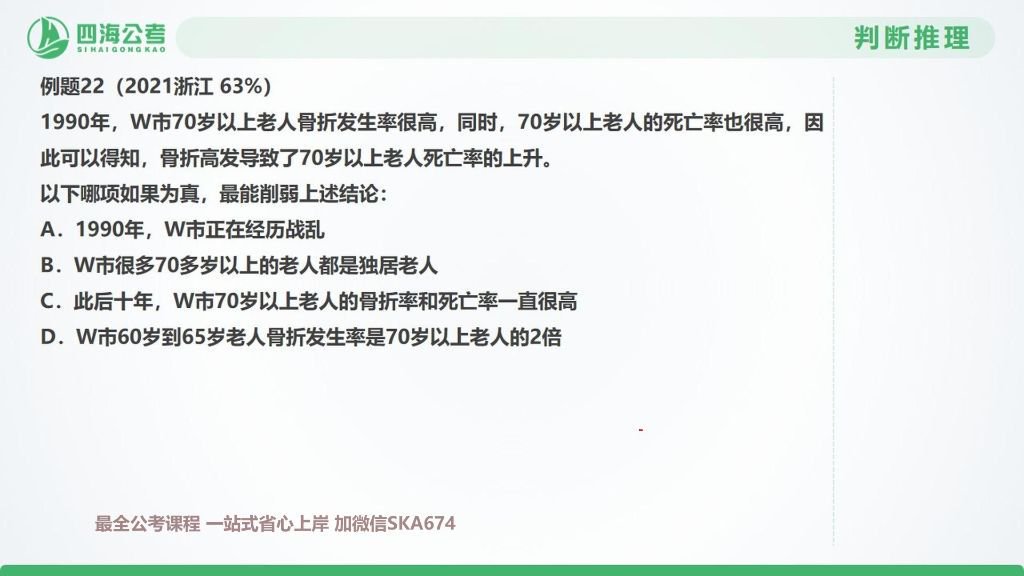 四海公考
SIHAIGONGKAO
判断推理
例题22（2021浙江 63%）
1990年，W市70岁以上老人骨折发生率很高，同时，70岁以上老人的死亡率也很高，因
此可以得知，骨折高发导致了70岁以上老人死亡率的上升。
以下哪项如果为真，最能削弱上述结论：
A．1990年，W市正在经历战乱
B．W市很多70多岁以上的老人都是独居老人
C．此后十年，W市70岁以上老人的骨折率和死亡率一直很高
D．W市60岁到65岁老人骨折发生率是70岁以上老人的2倍
最全公考课程 一站式省心上岸 加微信SKA674